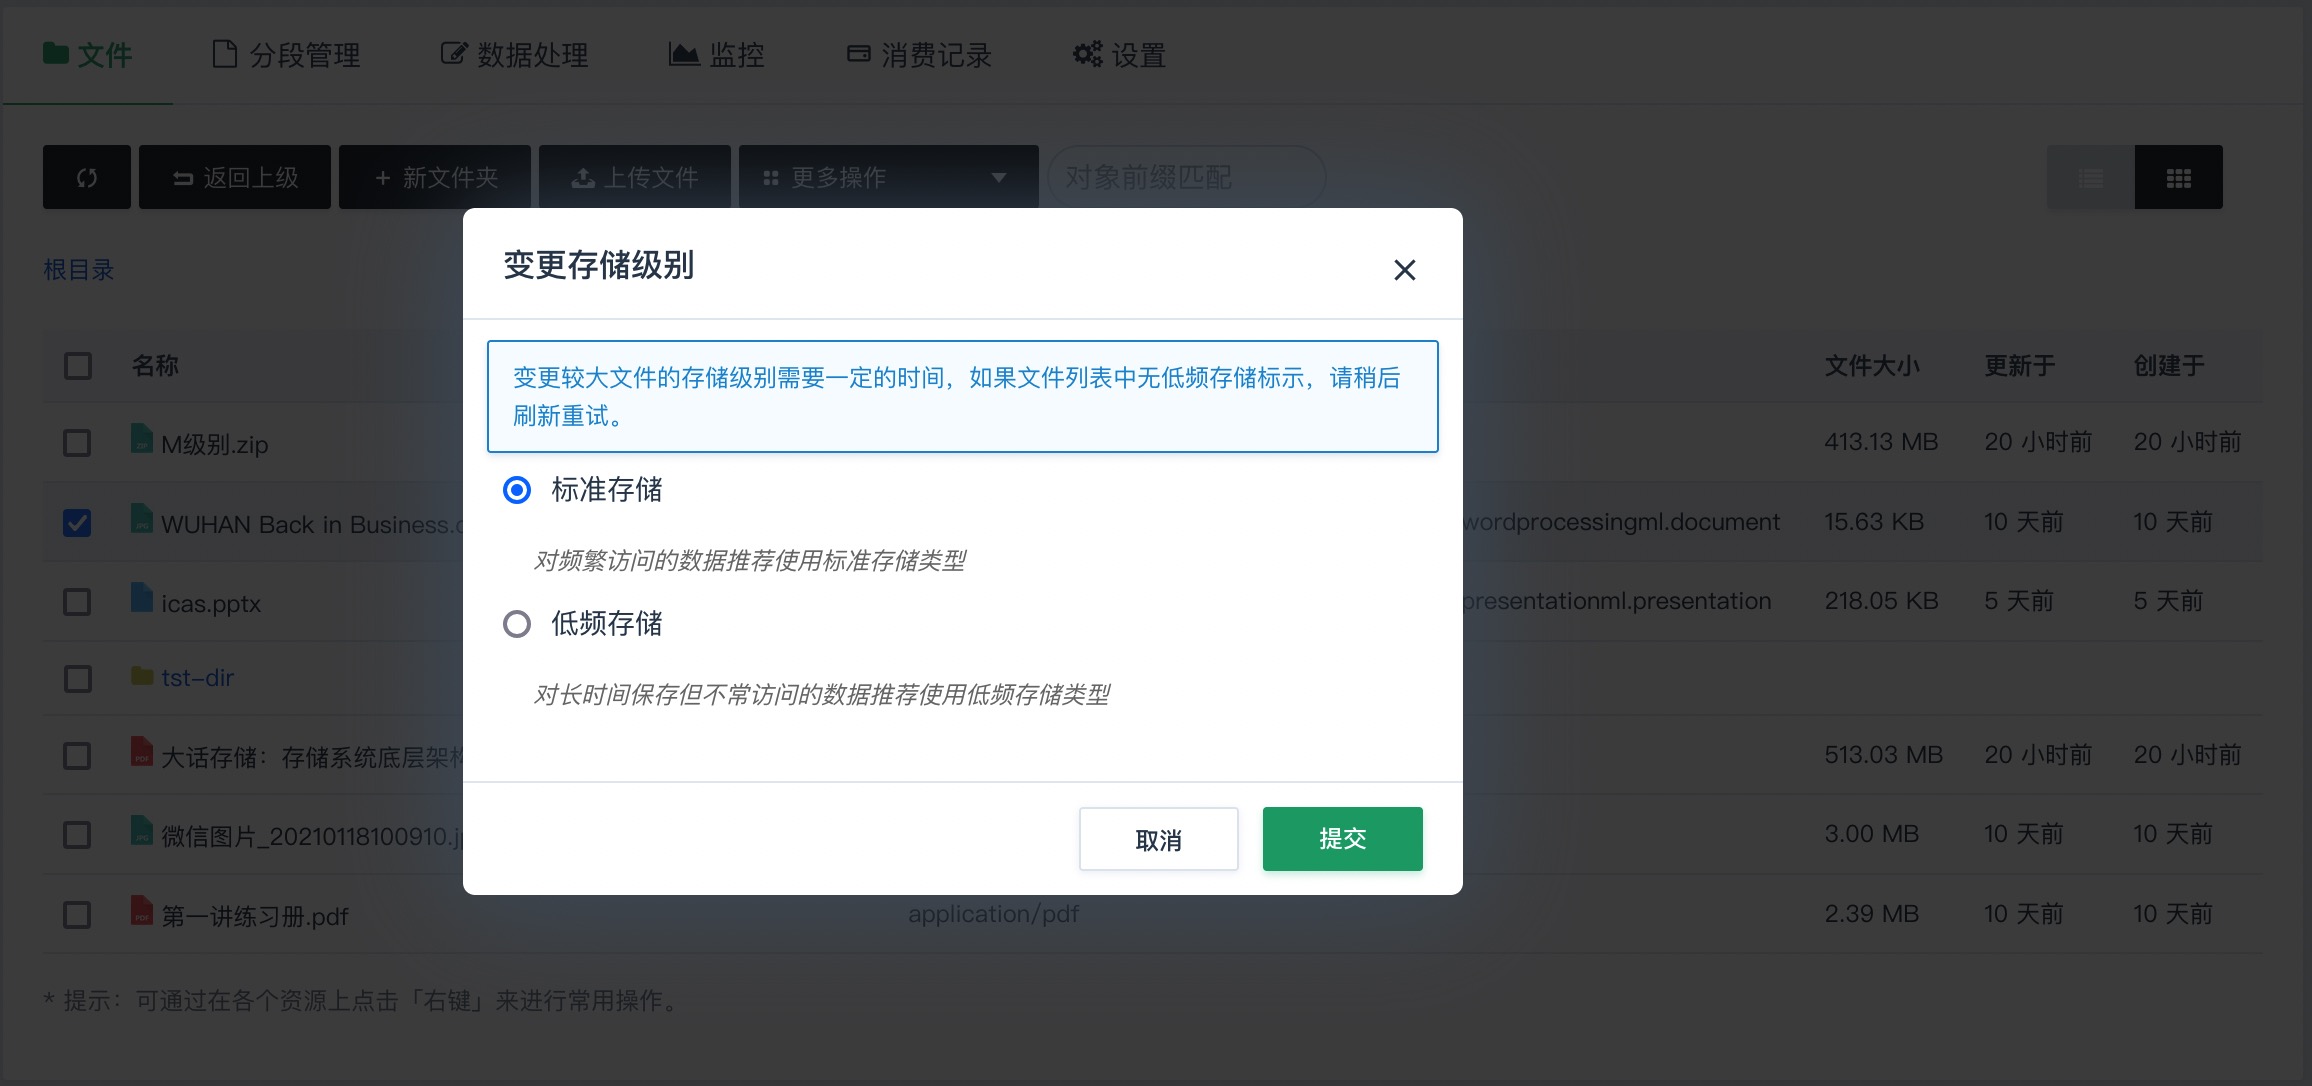 文件 分段管理 数据处理 监控 消费记录 设置
返回上级 + 新文件夹 上传文件 更多操作 对象前缀匹配
根目录
变更存储级别
变更较大文件的存储级别需要一定的时间，如果文件列表中无低频存储标示，请稍后
刷新重试。
标准存储
对频繁访问的数据推荐使用标准存储类型
低频存储
对长时间保存但不常访问的数据推荐使用低频存储类型
取消 提交
名称 文件大小 更新于 创建于
M级别.zip 413.13 MB 20 小时前 20 小时前
WUHAN Back in Business. wordprocessingml.document 15.63 KB 10 天前 10 天前
icas.pptx presentationml.presentation 218.05 KB 5 天前 5 天前
tst-dir
大话存储：存储系统底层架构 513.03 MB 20 小时前 20 小时前
微信图片_20210118100910.j 3.00 MB 10 天前 10 天前
第一讲练习册.pdf application/pdf 2.39 MB 10 天前 10 天前
* 提示：可通过在各个资源上点击「右键」来进行常用操作。